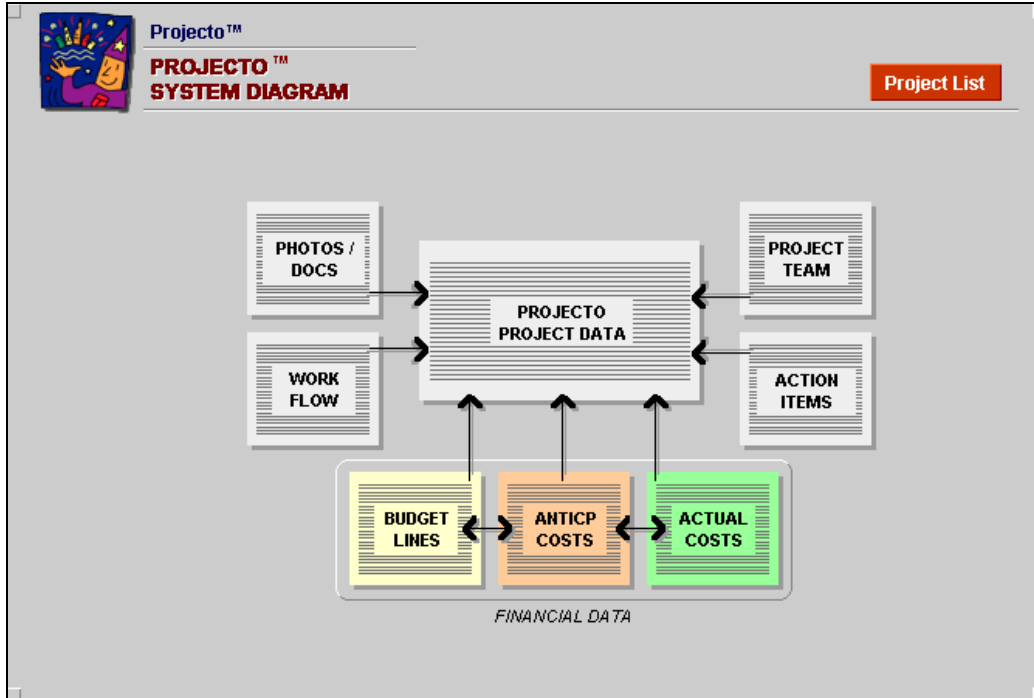 Projecto™
PROJECTO™
SYSTEM DIAGRAM
Project List
PHOTOS /
DOCS
PROJECT
TEAM
PROJECTO
PROJECT DATA
WORK
FLOW
ACTION
ITEMS
BUDGET
LINES
ANTICP
COSTS
ACTUAL
COSTS
FINANCIAL DATA